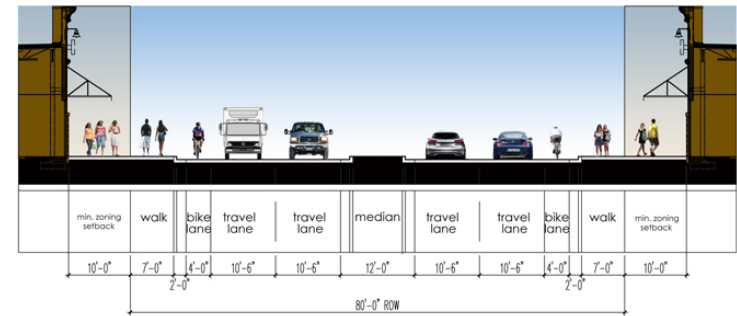 min. zoning
setback
walk
bike
lane
travel
lane
travel
lane
median
travel
lane
travel
lane
bike
lane
walk
min. zoning
setback
10'-0" 7'-0" 4'-0" 10'-6" 10'-6" 12'-0" 10'-6" 10'-6" 4'-0" 7'-0" 10'-0"
2'-0" 2'-0"
80'-0" ROW